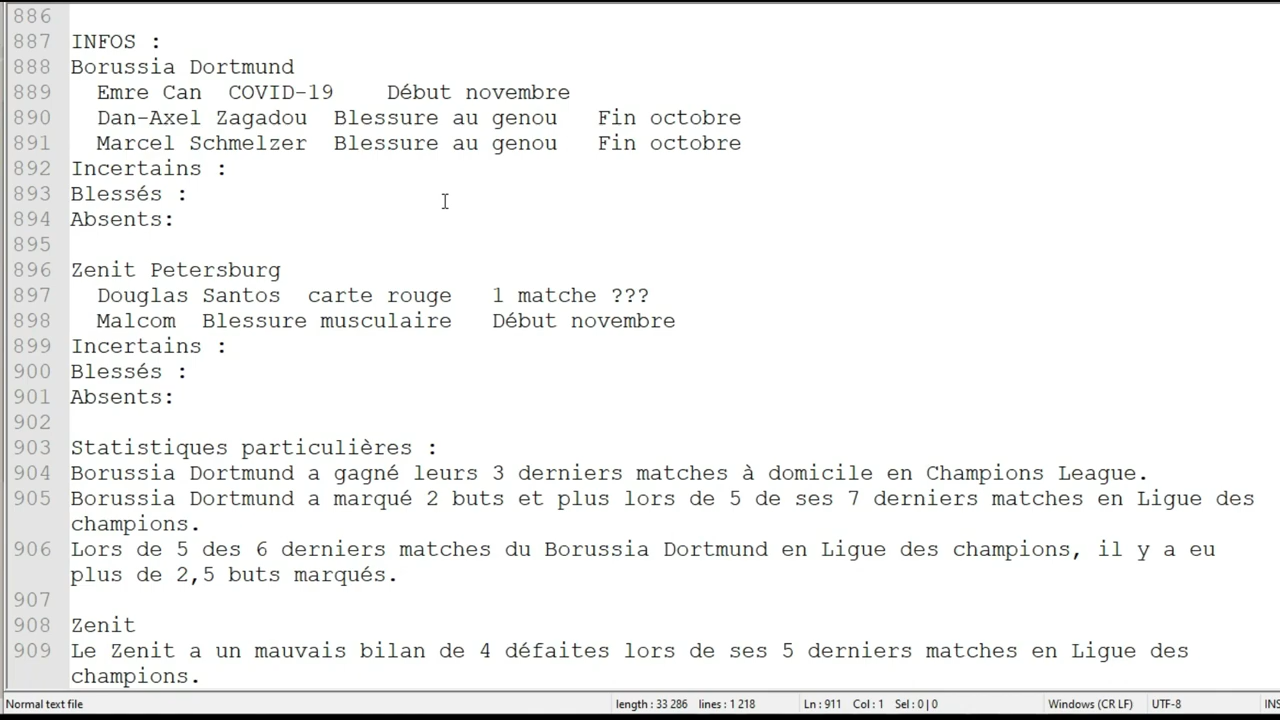 886
887 INFOS :
888 Borussia Dortmund
889   Emre Can  COVID-19    Début novembre
890   Dan-Axel Zagadou  Blessure au genou   Fin octobre
891   Marcel Schmelzer  Blessure au genou   Fin octobre
892 Incertains :
893 Blessés :
894 Absents:
895
896 Zenit Petersburg
897   Douglas Santos  carte rouge   1 matche ???
898   Malcom  Blessure musculaire   Début novembre
899 Incertains :
900 Blessés :
901 Absents:
902
903 Statistiques particulières :
904 Borussia Dortmund a gagné leurs 3 derniers matches à domicile en Champions League.
905 Borussia Dortmund a marqué 2 buts et plus lors de 5 de ses 7 derniers matches en Ligue des
champions.
906 Lors de 5 des 6 derniers matches du Borussia Dortmund en Ligue des champions, il y a eu
plus de 2,5 buts marqués.
907
908 Zenit
909 Le Zenit a un mauvais bilan de 4 défaites lors de ses 5 derniers matches en Ligue des
champions.
Normal text file length : 33 286 lines : 1 218 Ln : 911 Col : 1 Sel : 0 | 0 Windows (CR LF) UTF-8 INS